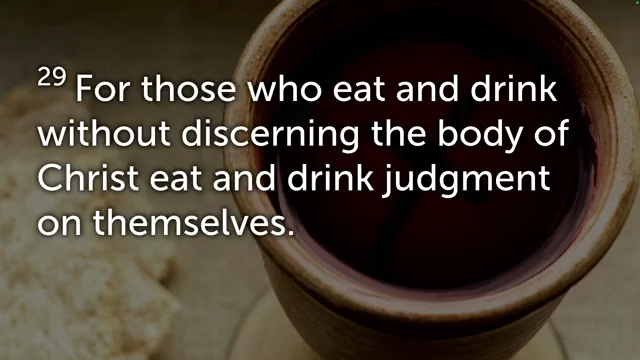 29 For those who eat and drink
without discerning the body of
Christ eat and drink judgment
on themselves.